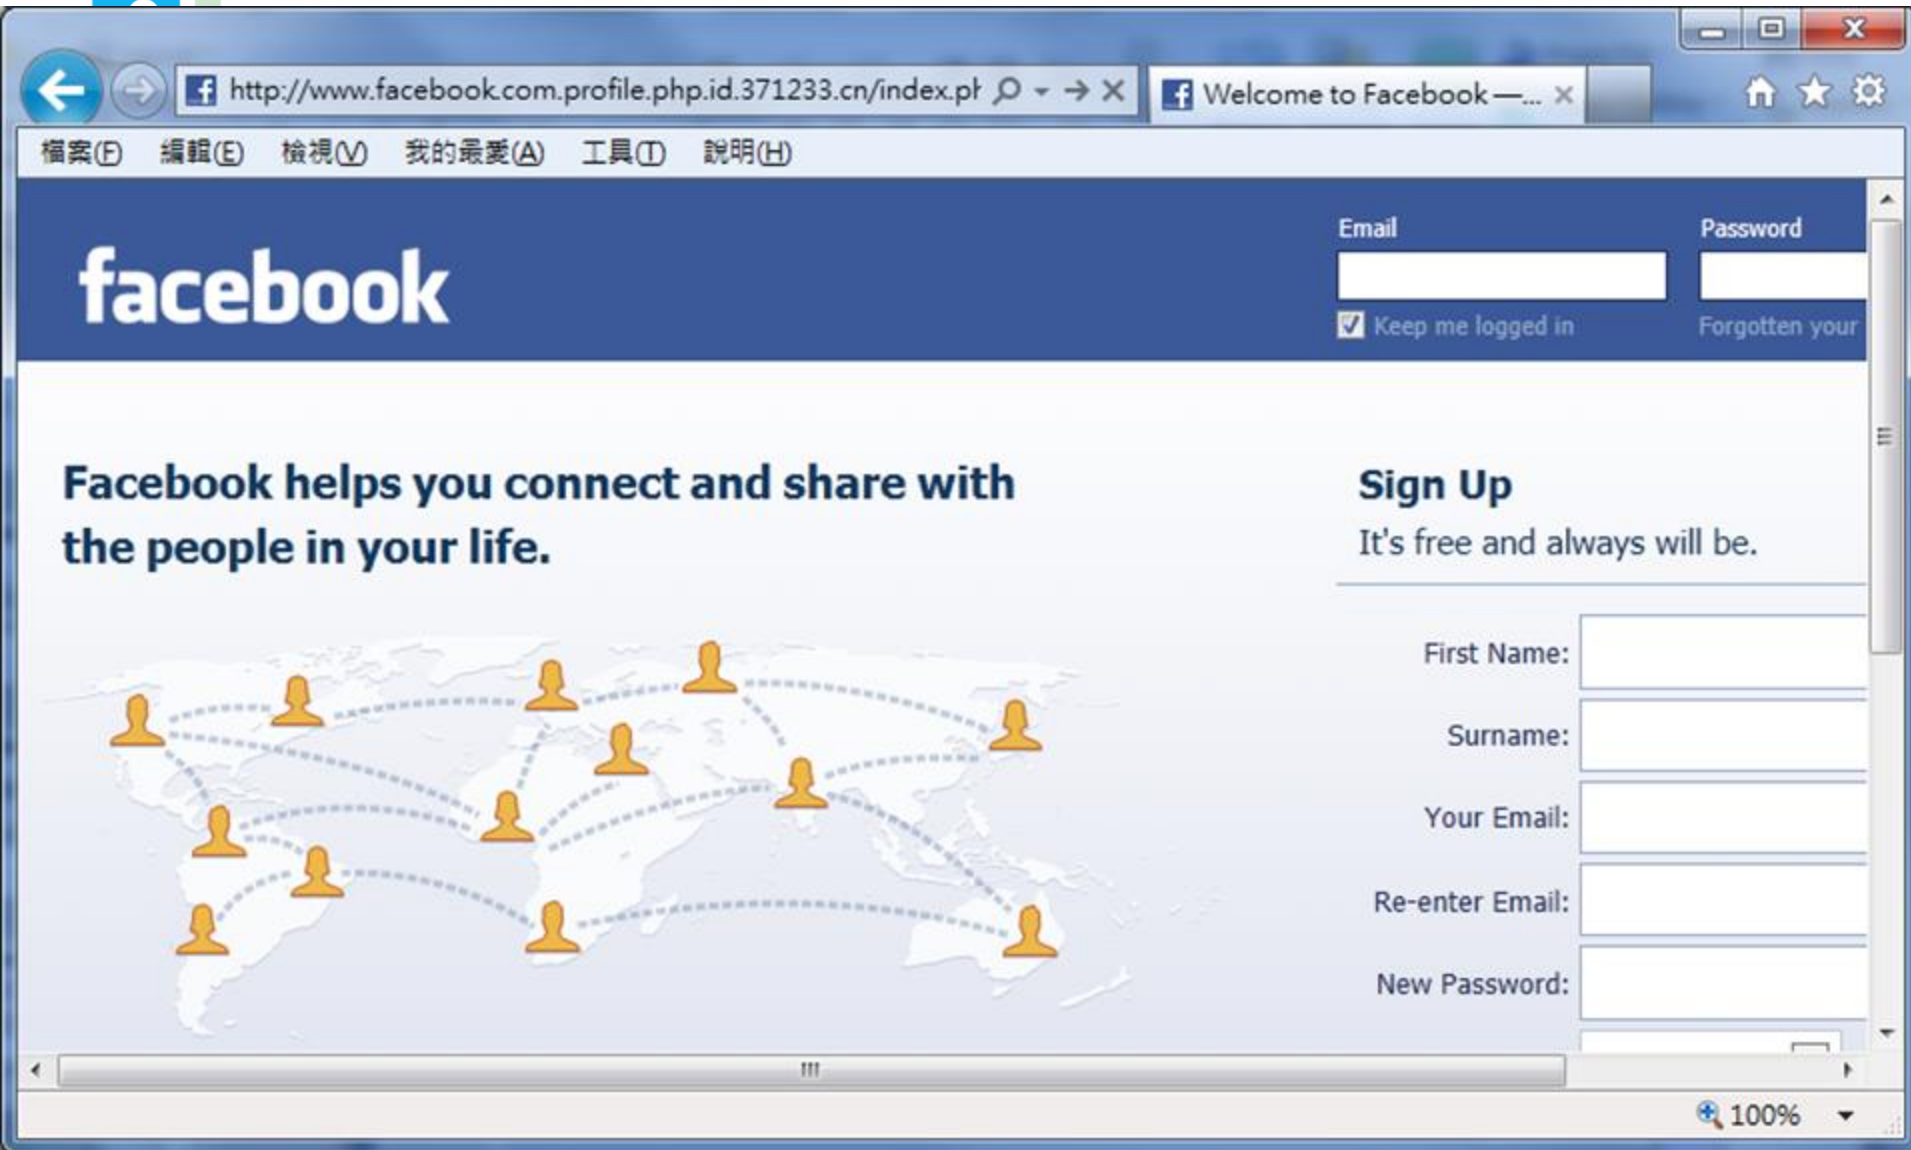 http://www.facebook.com.profile.php.id.371233.cn/index.ph
Welcome to Facebook —...
檔案(F) 編輯(E) 檢視(V) 我的最愛(A) 工具(T) 說明(H)
facebook
Email Password
Keep me logged in Forgotten your
Facebook helps you connect and share with
the people in your life.
Sign Up
It's free and always will be.
First Name:
Surname:
Your Email:
Re-enter Email:
New Password:
100%